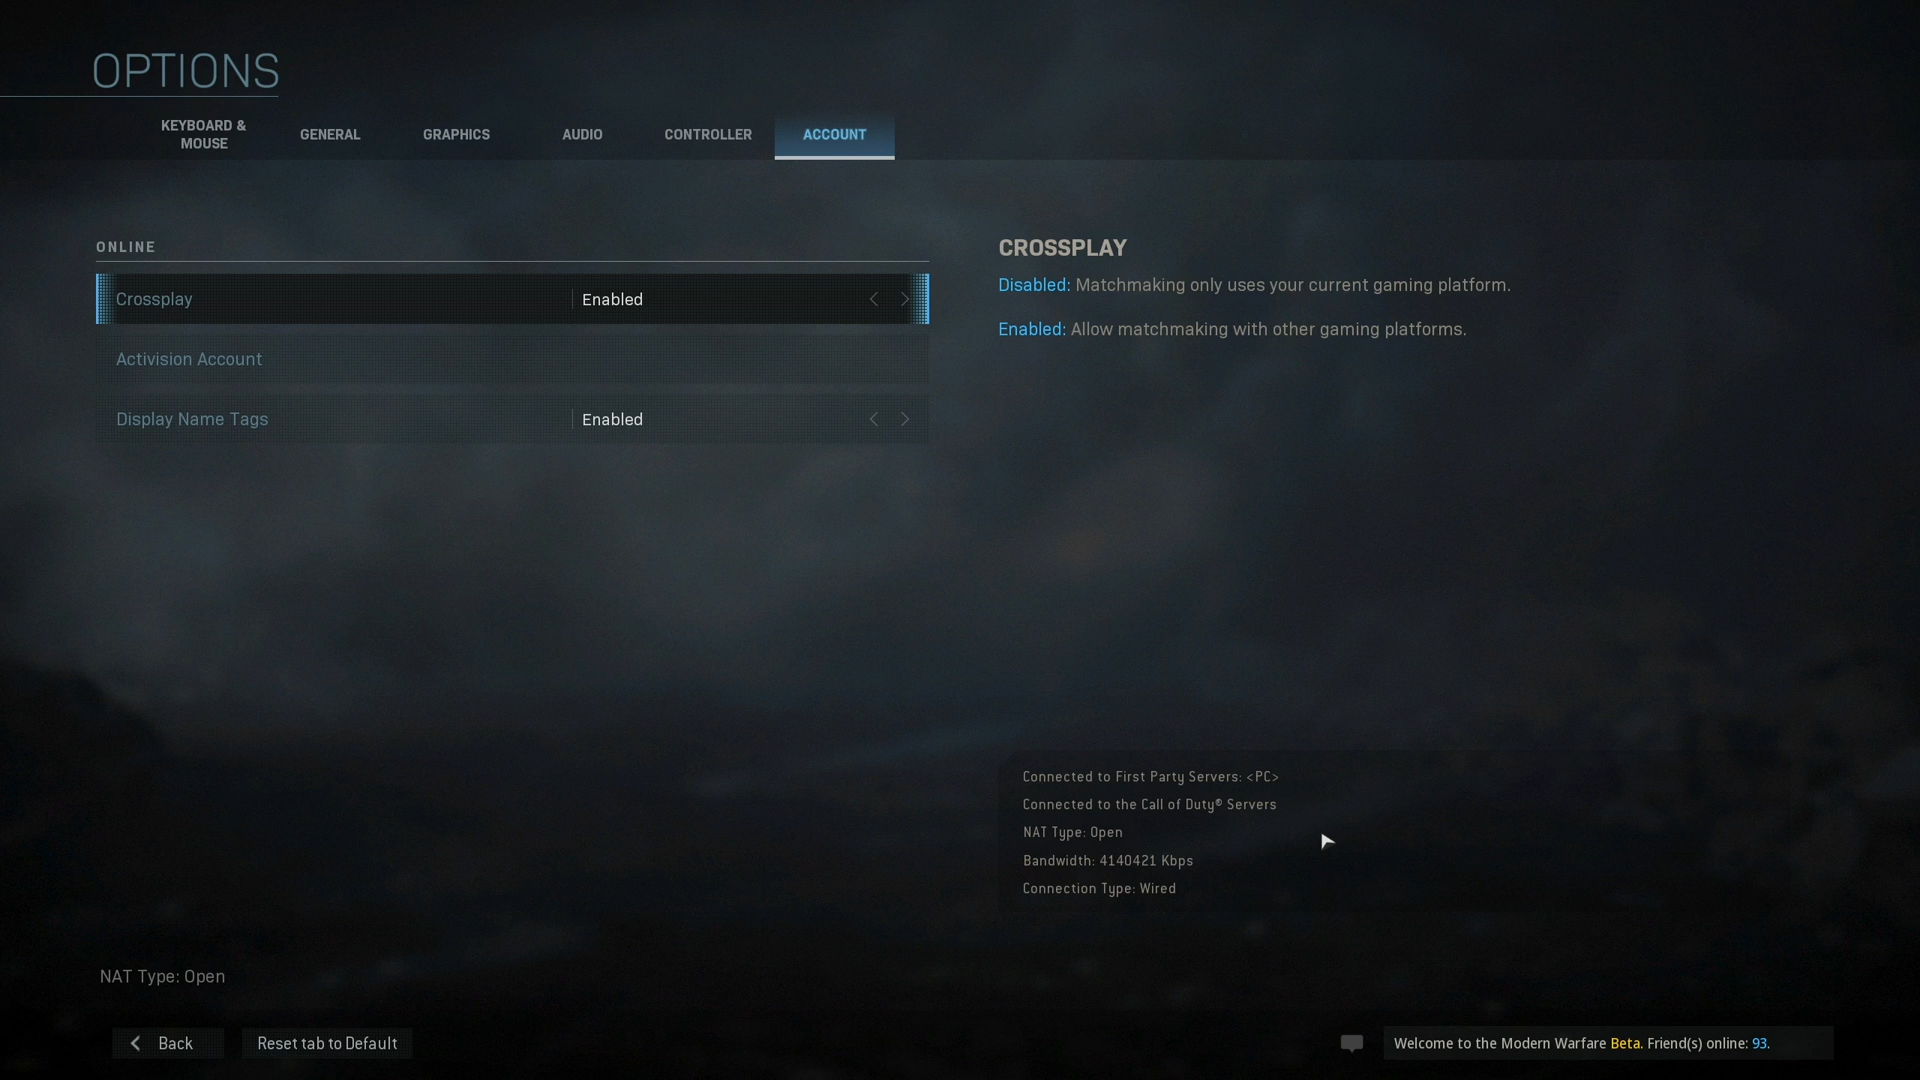 OPTIONS
KEYBOARD &
MOUSE
GENERAL
GRAPHICS
AUDIO
CONTROLLER
ACCOUNT
ONLINE
Crossplay
Enabled
Activision Account
Display Name Tags
Enabled
CROSSPLAY
Disabled: Matchmaking only uses your current gaming platform.
Enabled: Allow matchmaking with other gaming platforms.
Connected to First Party Servers: <PC>
Connected to the Call of Duty® Servers
NAT Type: Open
Bandwidth: 4140421 Kbps
Connection Type: Wired
NAT Type: Open
Back
Reset tab to Default
Welcome to the Modern Warfare Beta. Friend(s) online: 93.